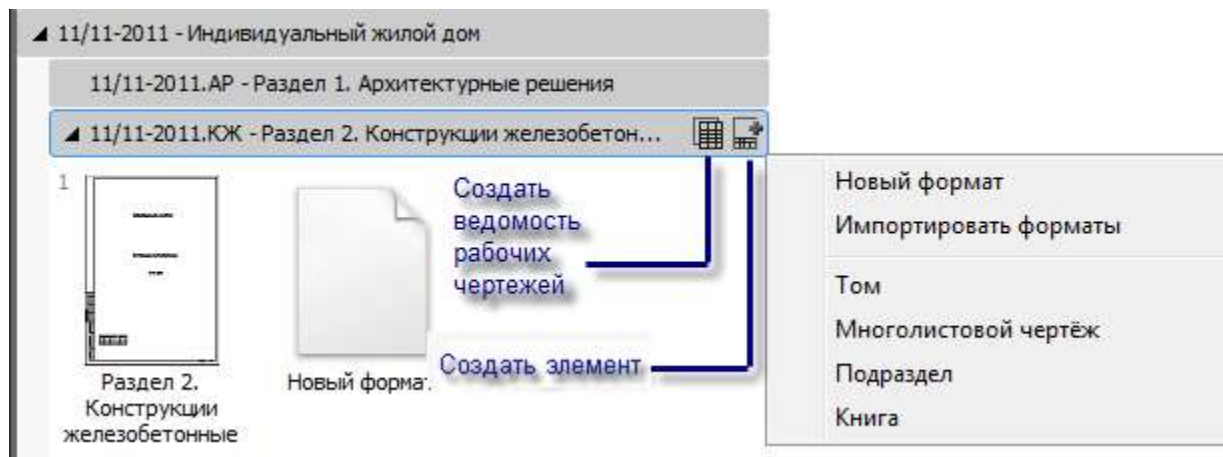 11/11-2011 - Индивидуальный жилой дом
11/11-2011.АР - Раздел 1. Архитектурные решения
11/11-2011.КЖ - Раздел 2. Конструкции железобетон...
1
Создать
ведомость
рабочих
чертежей
Создать элемент
Раздел 2.
Конструкции
железобетонные
Новый формат
Новый формат
Импортировать форматы
Том
Многолистовой чертёж
Подраздел
Книга